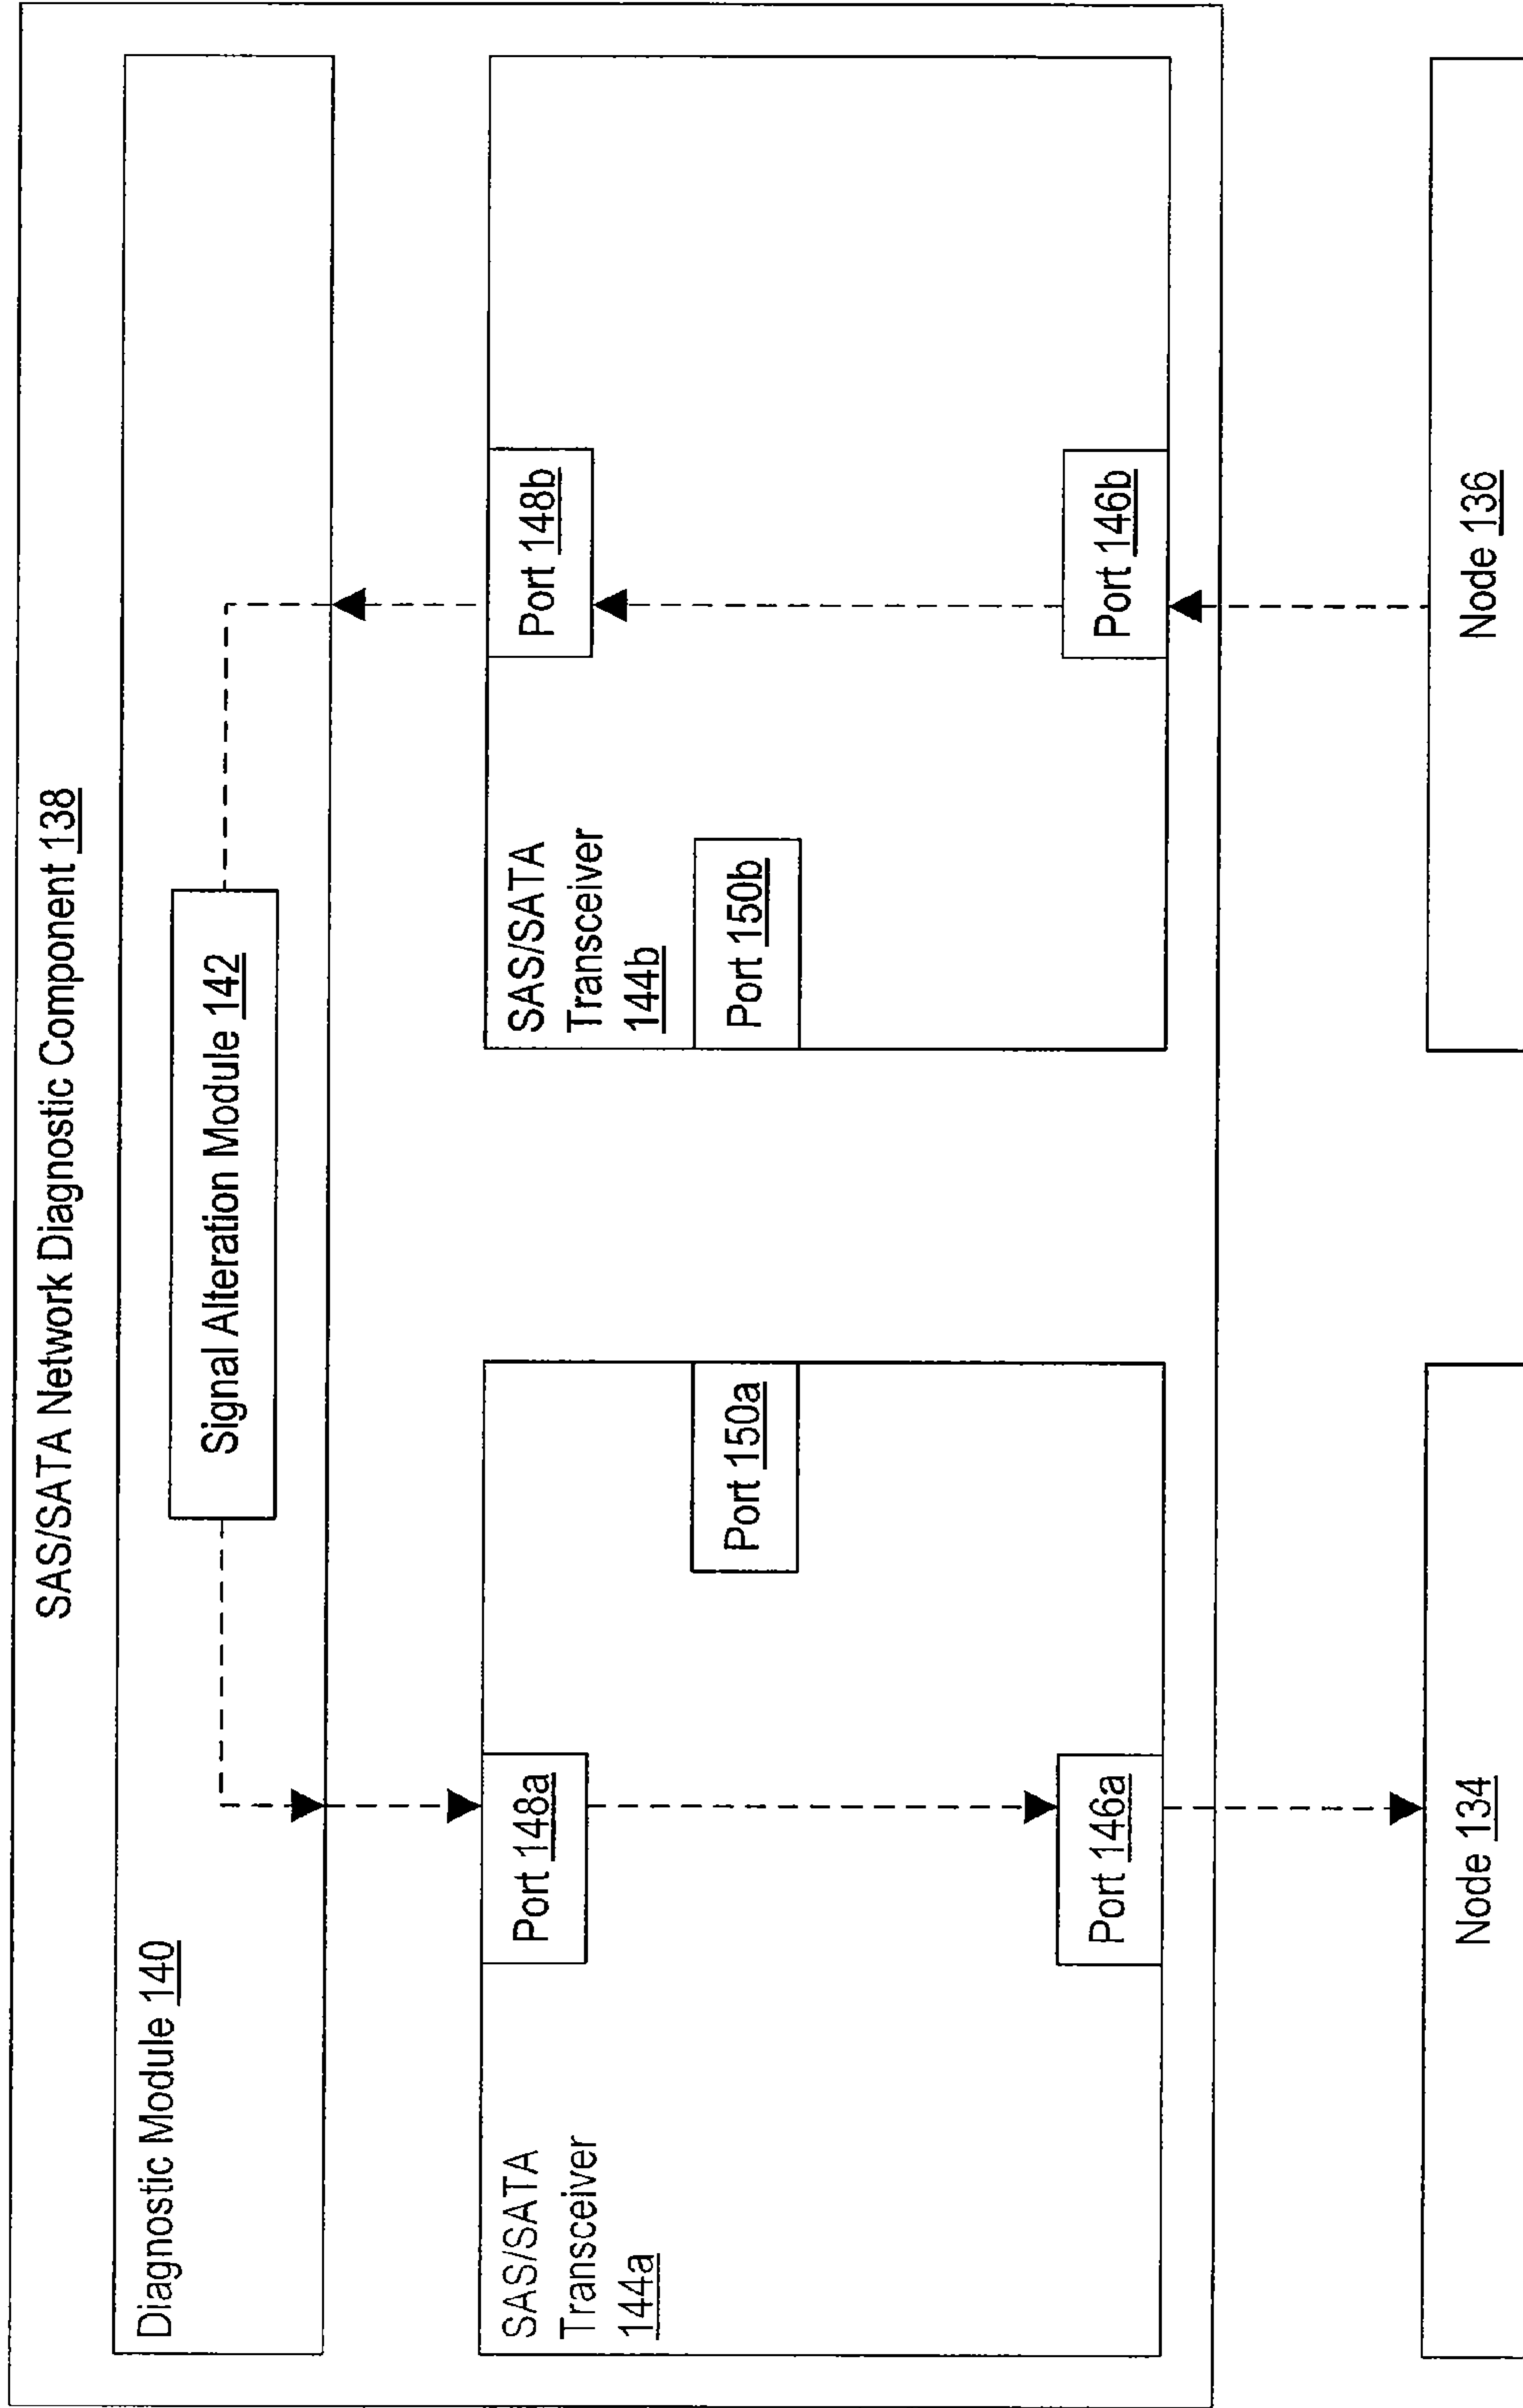 SAS/SATA Network Diagnostic Component 138
Diagnostic Module 140
Signal Alteration Module 142
SAS/SATA
Transceiver
144a
Port 148a
Port 150a
Port 146a
SAS/SATA
Transceiver
144b
Port 148b
Port 150b
Port 146b
Node 134
Node 136